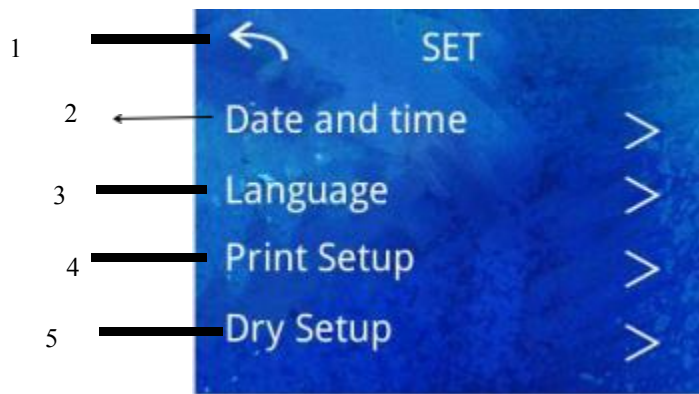 1 SET
2 Date and time >
3 Language >
4 Print Setup >
5 Dry Setup >